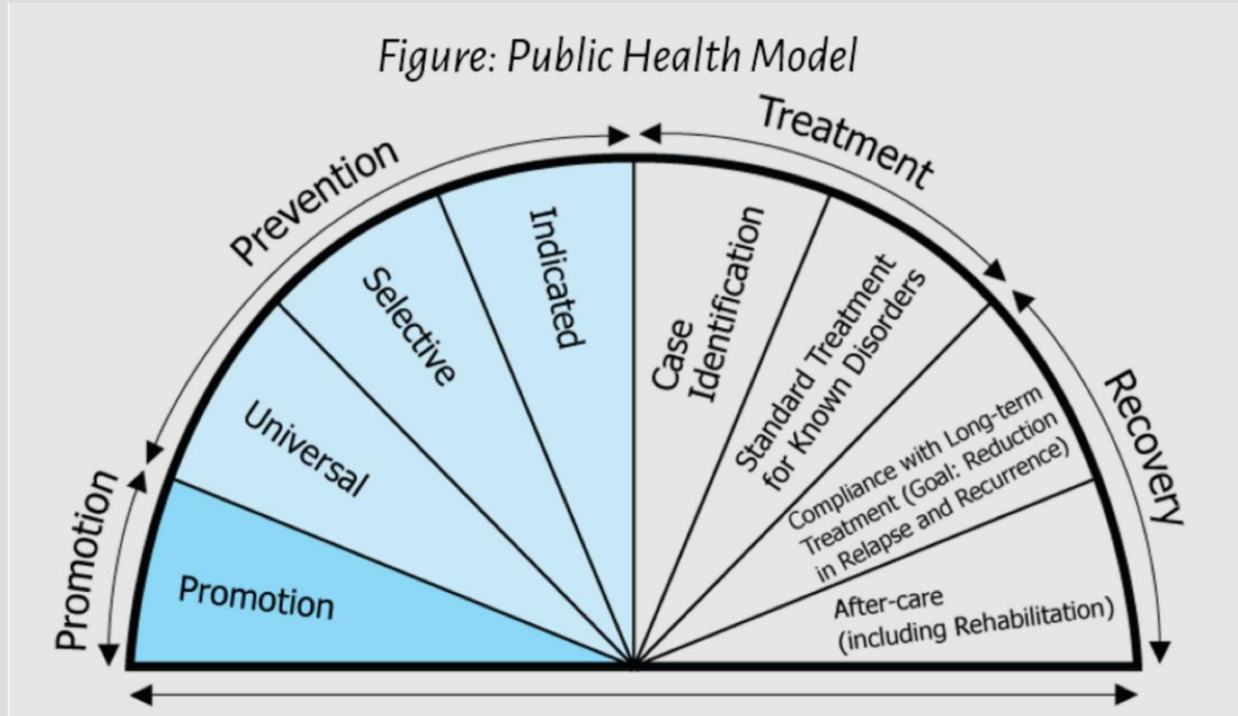 Figure: Public Health Model
Promotion
Prevention
Treatment
Recovery
Promotion
Universal
Selective
Indicated
Case
Identification
Standard Treatment
for Known Disorders
Compliance with Long-term
Treatment (Goal: Reduction
in Relapse and Recurrence)
After-care
(including Rehabilitation)